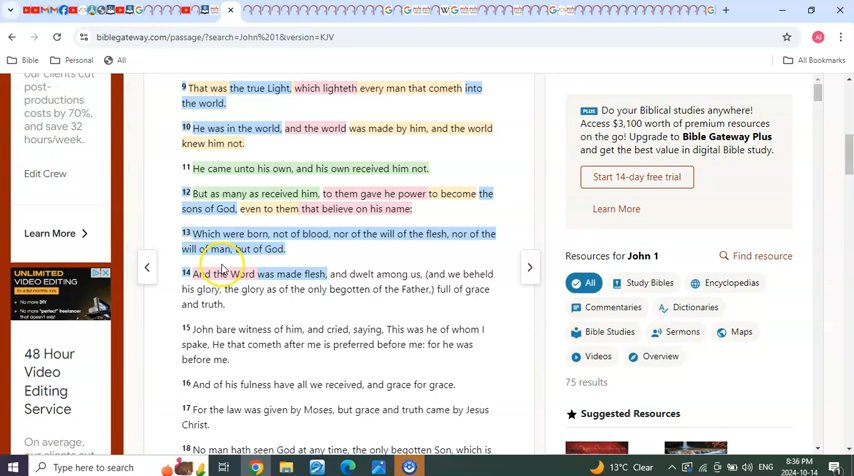 biblegateway.com/passage/?search=John%201&version=KJV
Bible
Personal
All
All Bookmarks
our clients cut
post-
productions
costs by 70%,
and save 32
hours/week.
Edit Crew
Learn More
UNLIMITED
VIDEO EDITING
48 Hour
Video
Editing
Service
On average,
9 That was the true Light, which lighteth every man that cometh into
the world.
10 He was in the world, and the world was made by him, and the world
knew him not.
11 He came unto his own, and his own received him not.
12 But as many as received him, to them gave he power to become the
sons of God, even to them that believe on his name:
13 Which were born, not of blood, nor of the will of the flesh, nor of the
will of man, but of God.
14 And the Word was made flesh, and dwelt among us, (and we beheld
his glory, the glory as of the only begotten of the Father,) full of grace
and truth.
15 John bare witness of him, and cried, saying, This was he of whom I
spake, He that cometh after me is preferred before me: for he was
before me.
16 And of his fulness have all we received, and grace for grace.
17 For the law was given by Moses, but grace and truth came by Jesus
Christ.
18 No man hath seen God at any time, the only begotten Son, which is
PLUS Do your Biblical studies anywhere!
Access $3,100 worth of premium resources
on the go! Upgrade to Bible Gateway Plus
and get the best value in digital Bible study.
Start 14-day free trial
Learn More
Resources for John 1
Find resource
All
Study Bibles
Encyclopedias
Commentaries
Dictionaries
Bible Studies
Sermons
Maps
Videos
Overview
75 results
Suggested Resources
Type here to search
13°C Clear
ENG
8:36 PM
2024-10-14